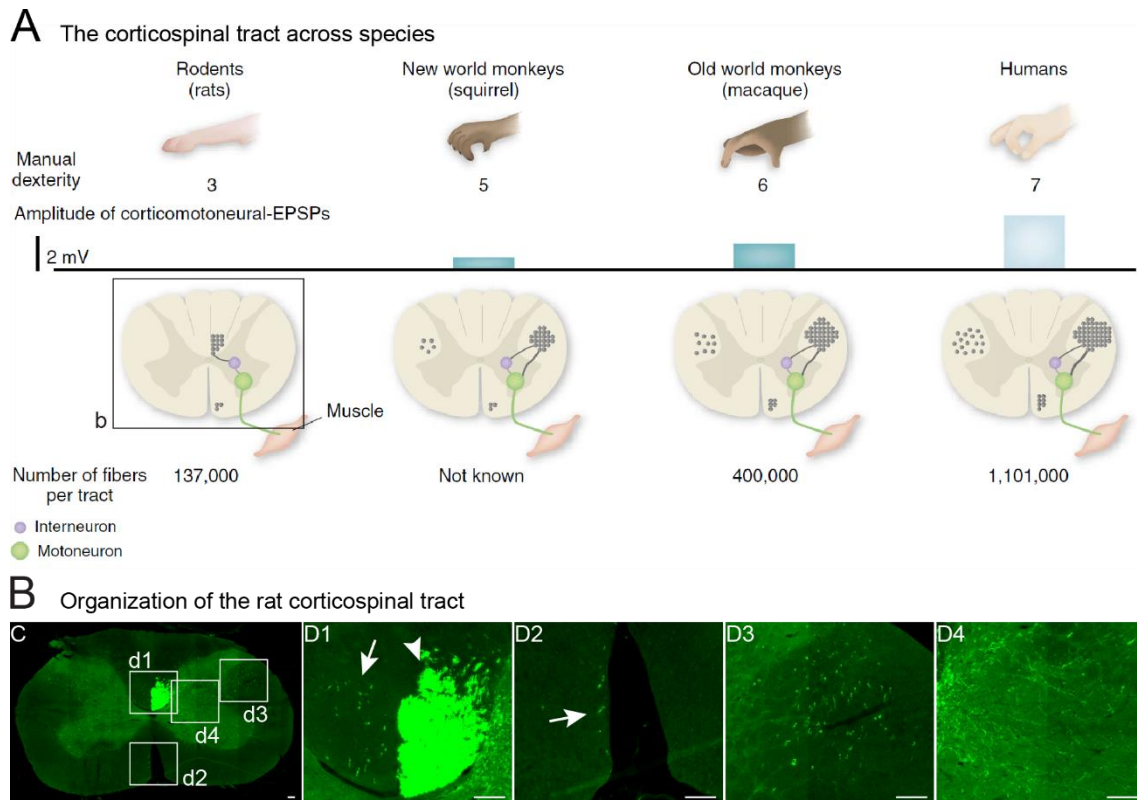 A The corticospinal tract across species
Rodents
(rats)
New world monkeys
(squirrel)
Old world monkeys
(macaque)
Humans
Manual
dexterity
3
5
6
7
Amplitude of corticomotoneural-EPSPs
2 mV
b
Muscle
Number of fibers
per tract
137,000
Not known
400,000
1,101,000
Interneuron
Motoneuron
B Organization of the rat corticospinal tract
C
d1
d3
d4
d2
D1
D2
D3
D4